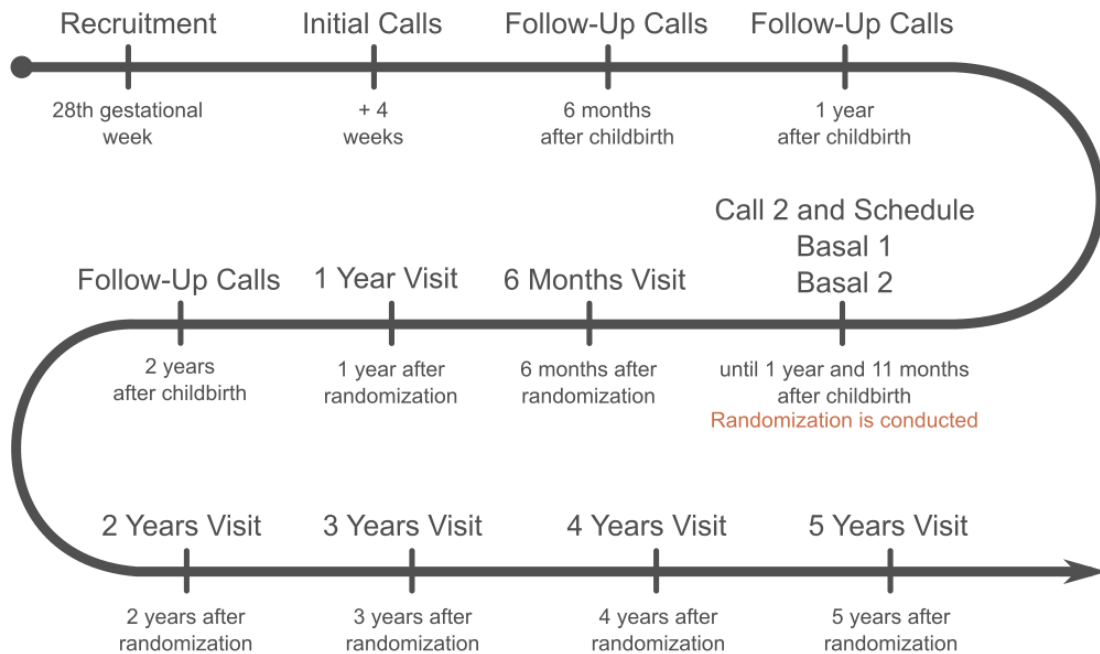 Recruitment
28th gestational
week
Initial Calls
+ 4
weeks
Follow-Up Calls
6 months
after childbirth
Follow-Up Calls
1 year
after childbirth
Call 2 and Schedule
Basal 1
Basal 2
until 1 year and 11 months
after childbirth
Randomization is conducted
6 Months Visit
6 months after
randomization
1 Year Visit
1 year after
randomization
Follow-Up Calls
2 years
after childbirth
2 Years Visit
2 years after
randomization
3 Years Visit
3 years after
randomization
4 Years Visit
4 years after
randomization
5 Years Visit
5 years after
randomization